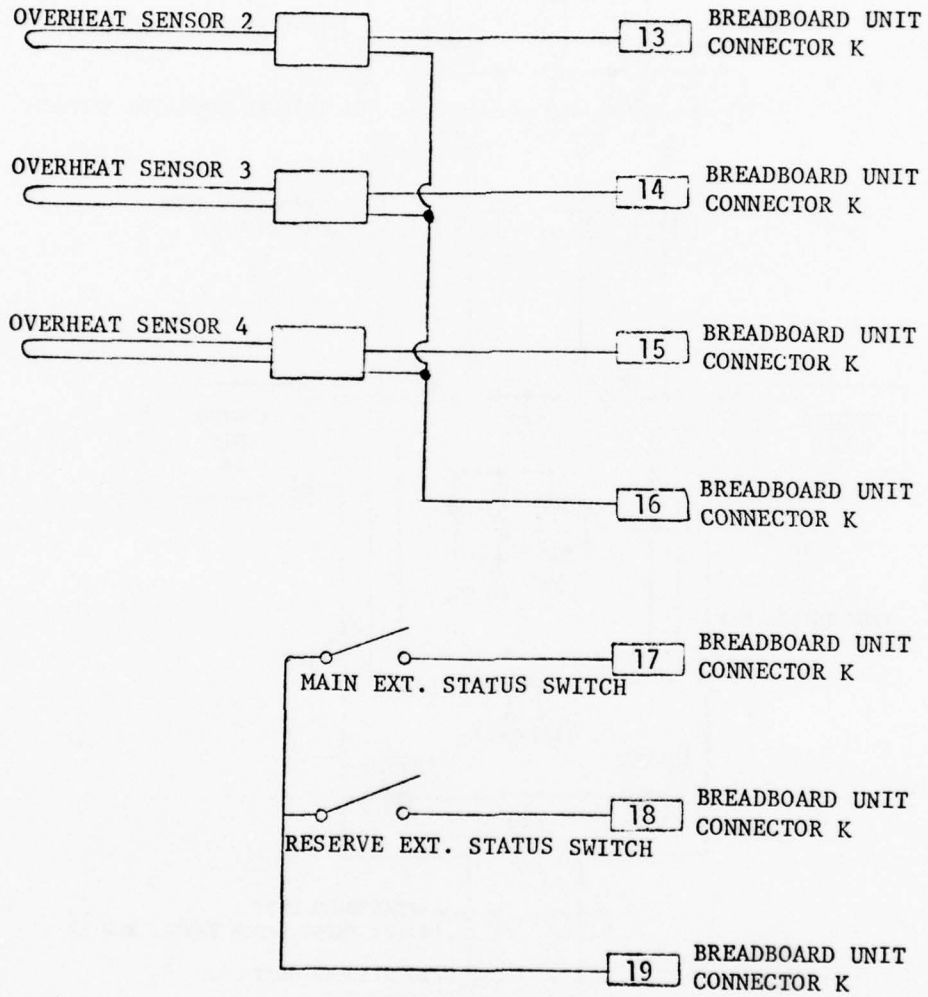 OVERHEAT SENSOR 2
13
BREADBOARD UNIT
CONNECTOR K
OVERHEAT SENSOR 3
14
BREADBOARD UNIT
CONNECTOR K
OVERHEAT SENSOR 4
15
BREADBOARD UNIT
CONNECTOR K
16
BREADBOARD UNIT
CONNECTOR K
17
BREADBOARD UNIT
CONNECTOR K
MAIN EXT. STATUS SWITCH
18
BREADBOARD UNIT
CONNECTOR K
RESERVE EXT. STATUS SWITCH
19
BREADBOARD UNIT
CONNECTOR K